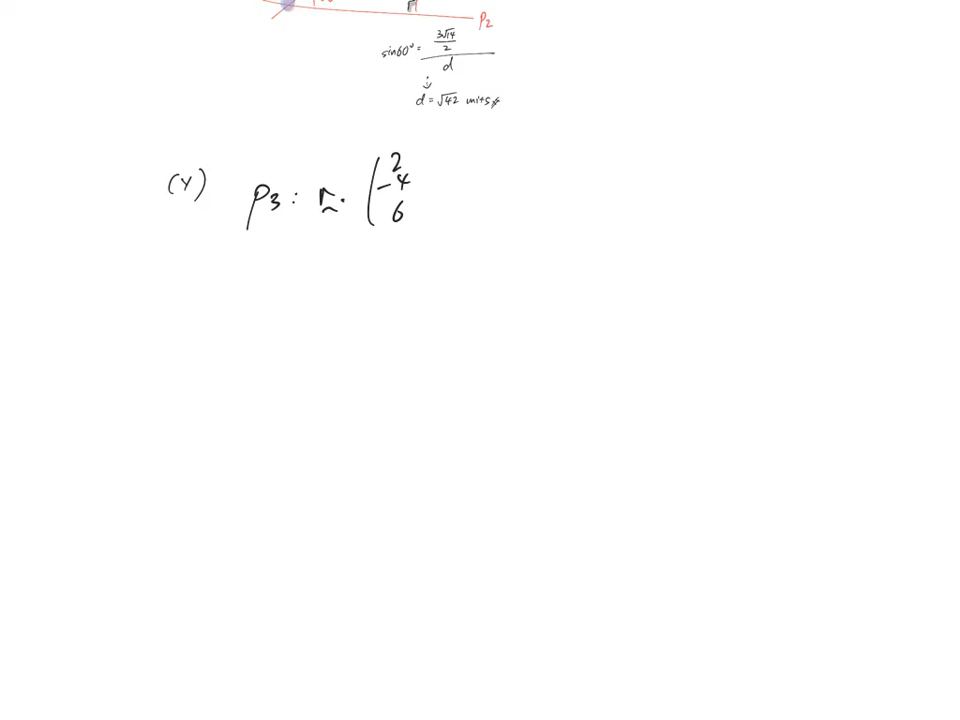 P2
sin60° = (3√14/2)/d
d = √42 units
(v) p3: r · (2
-4
6